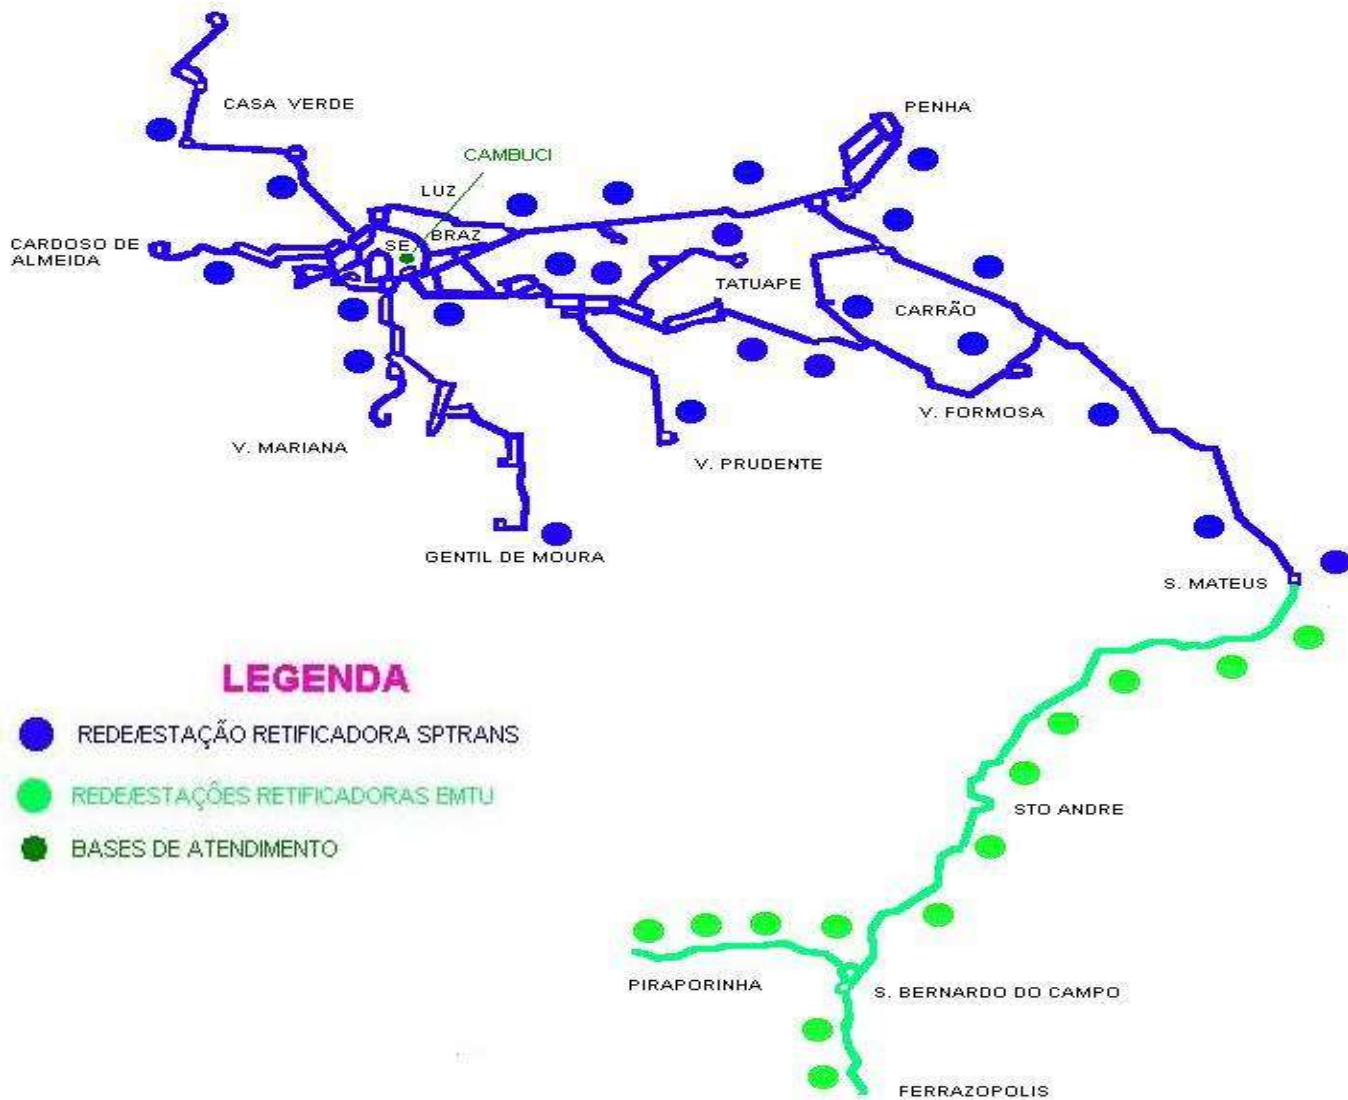 CASA VERDE
PENHA
CAMBUCI
LUZ
CARDOSO DE
ALMEIDA
SE
BRAZ
TATUAPE
CARRÃO
V. FORMOSA
V. MARIANA
V. PRUDENTE
GENTIL DE MOURA
S. MATEUS
LEGENDA
REDE/ESTAÇÃO RETIFICADORA SPTRANS
REDE/ESTAÇÕES RETIFICADORAS EMTU
BASES DE ATENDIMENTO
STO ANDRE
PIRAPORINHA
S. BERNARDO DO CAMPO
FERRAZOPOLIS